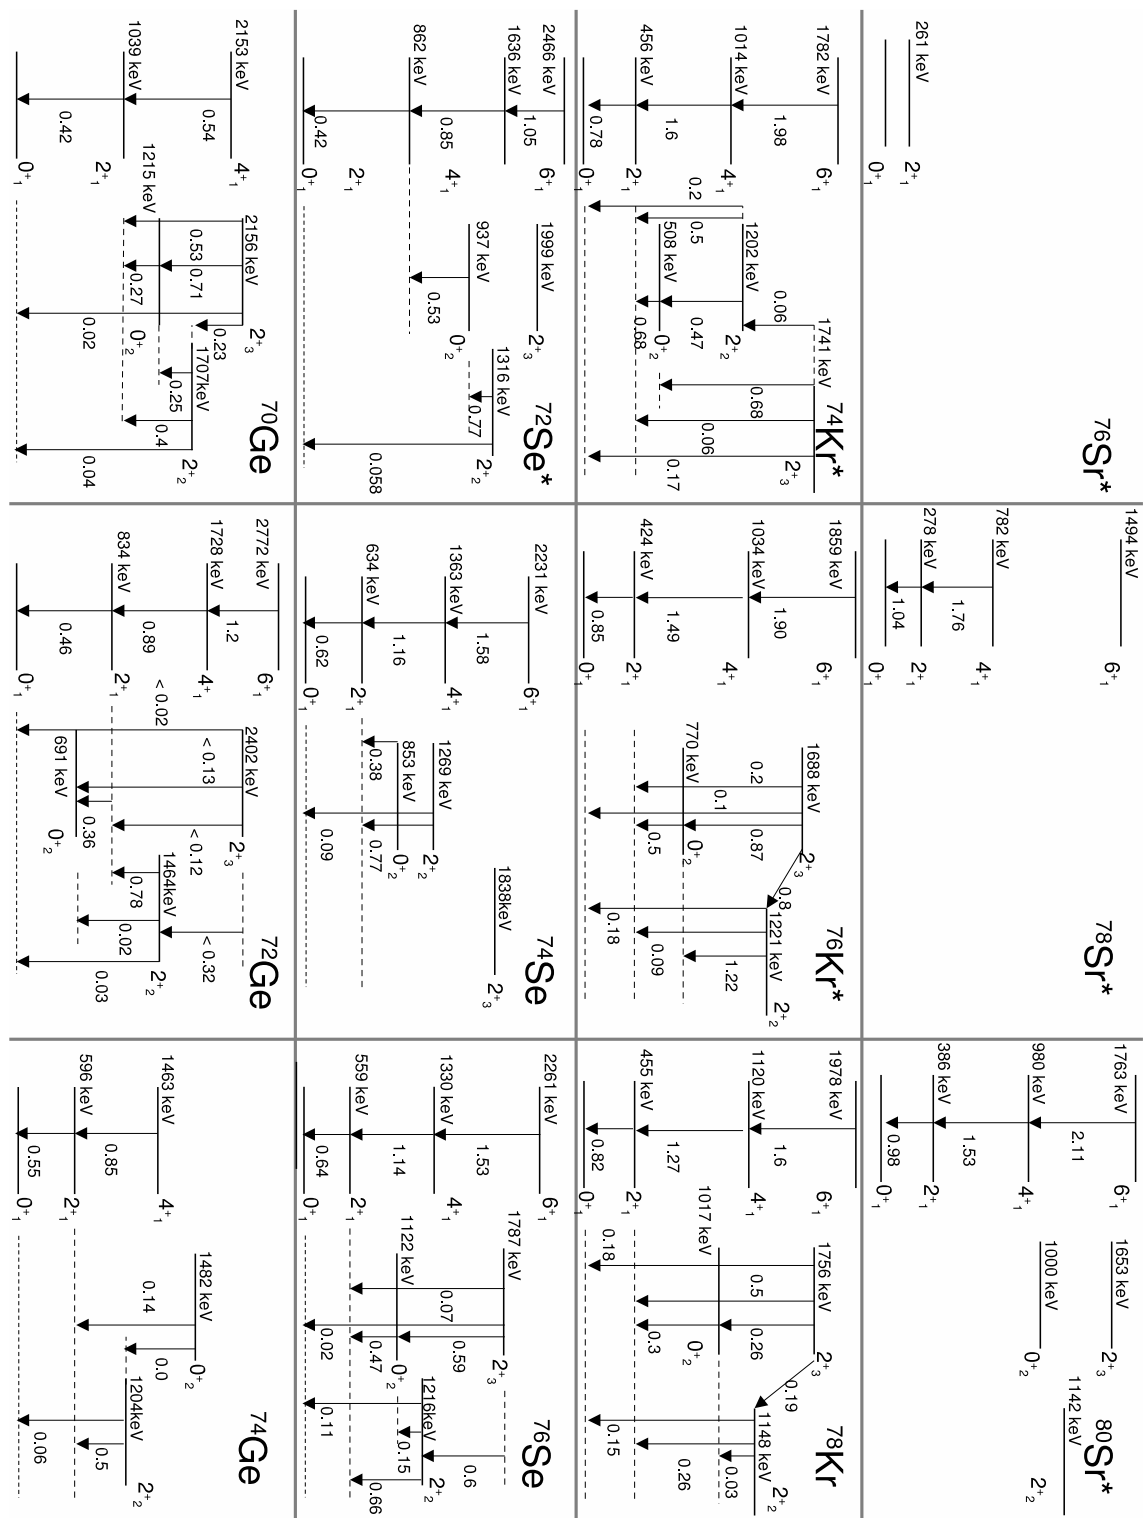 76Sr*
261 keV
2+1
0+1
78Sr*
1494 keV
6+1
782 keV
4+1
1.76
278 keV
2+1
1.04
0+1
80Sr*
1763 keV
6+1
2.11
980 keV
4+1
1.53
386 keV
2+1
0.98
0+1
1653 keV
2+3
1000 keV
0+2
1142 keV
2+2
74Kr*
1782 keV
6+1
1.98
1014 keV
4+1
1.6
456 keV
2+1
0.78
0+1
0.2
0.5
1202 keV
2+2
508 keV
0+2
0.47
0.68
0.06
1741 keV
2+3
0.68
0.06
0.17
76Kr*
1859 keV
6+1
1.90
1034 keV
4+1
1.49
424 keV
2+1
0.85
0+1
1688 keV
2+3
770 keV
0+2
0.2
0.1
0.87
0.5
0.8
1221 keV
2+2
0.18
0.09
1.22
78Kr
1978 keV
6+1
1.6
1120 keV
4+1
1.27
455 keV
2+1
0.82
0+1
1017 keV
0+2
1756 keV
2+3
0.18
0.5
0.26
0.3
0.19
1148 keV
2+2
0.15
0.26
0.03
72Se*
2466 keV
6+1
1.05
1636 keV
4+1
0.85
862 keV
2+1
0.42
0+1
1999 keV
2+3
937 keV
0+2
0.53
1316 keV
2+2
0.77
0.058
74Se
2231 keV
6+1
1.58
1363 keV
4+1
1.16
634 keV
2+1
0.62
0+1
1269 keV
2+2
853 keV
0+2
0.38
0.77
0.09
1838keV
2+3
76Se
2261 keV
6+1
1.53
1330 keV
4+1
1.14
559 keV
2+1
0.64
0+1
1787 keV
2+3
1122 keV
0+2
0.07
0.02
0.59
0.47
1216keV
2+2
0.11
0.15
0.6
0.66
70Ge
2153 keV
4+1
0.54
1039 keV
2+1
0.42
0+1
1215 keV
0+2
2156 keV
2+3
0.53
0.71
0.27
0.02
0.23
1707keV
2+2
0.25
0.4
0.04
72Ge
2772 keV
6+1
1.2
1728 keV
4+1
0.89
834 keV
2+1
0.46
0+1
< 0.02
2402 keV
2+3
< 0.13
< 0.12
691 keV
0+2
0.36
1464keV
2+2
0.78
0.02
0.03
< 0.32
74Ge
1463 keV
4+1
0.85
596 keV
2+1
0.55
0+1
1482 keV
0+2
0.14
0.0
1204keV
2+2
0.06
0.5